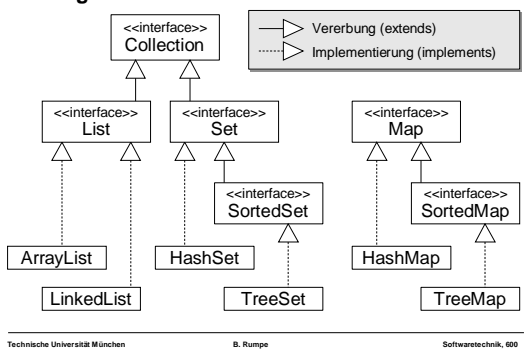 <<interface>>
Collection
Vererbung (extends)
Implementierung (implements)
<<interface>>
List
<<interface>>
Set
<<interface>>
Map
<<interface>>
SortedSet
<<interface>>
SortedMap
ArrayList
HashSet
HashMap
LinkedList
TreeSet
TreeMap
Technische Universität München B. Rumpe Softwaretechnik, 600